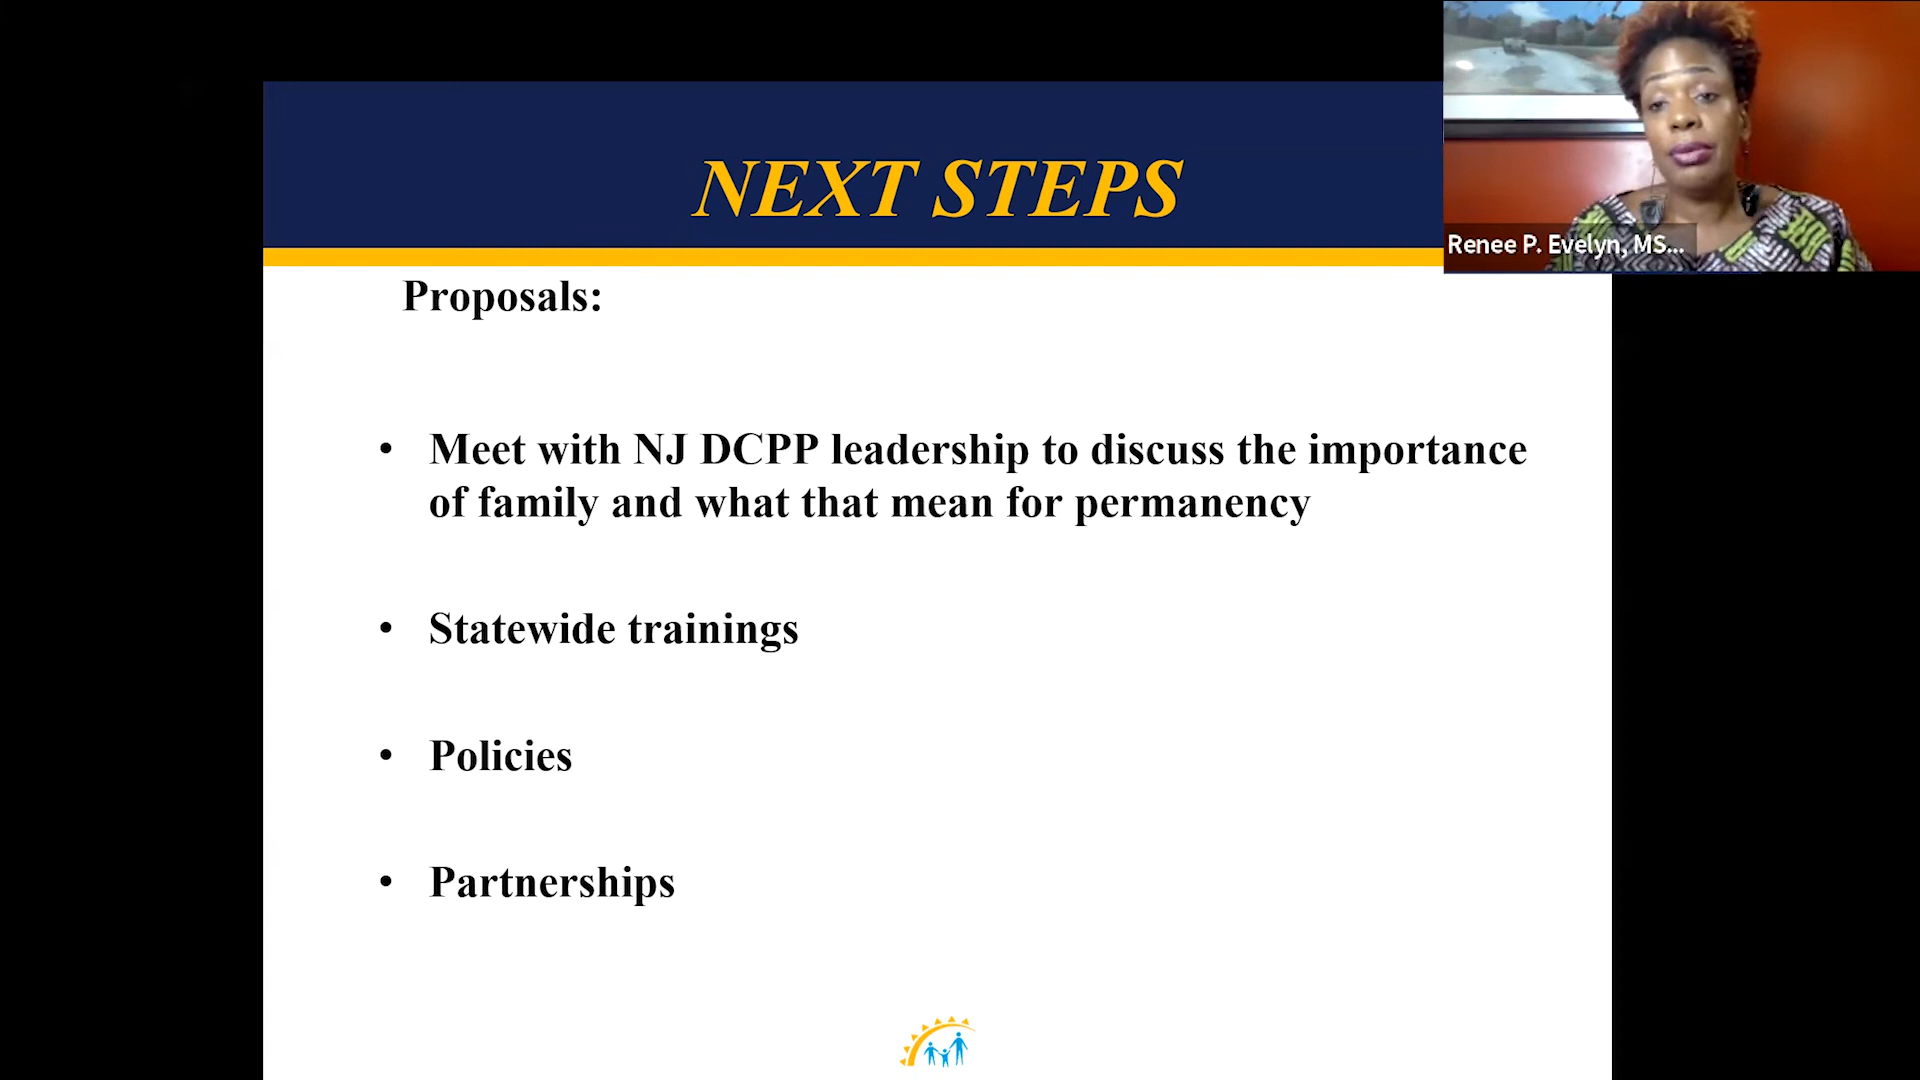 NEXT STEPS
Renee P. Evelyn, MS...
Proposals:
• Meet with NJ DCPP leadership to discuss the importance
of family and what that mean for permanency
• Statewide trainings
• Policies
• Partnerships